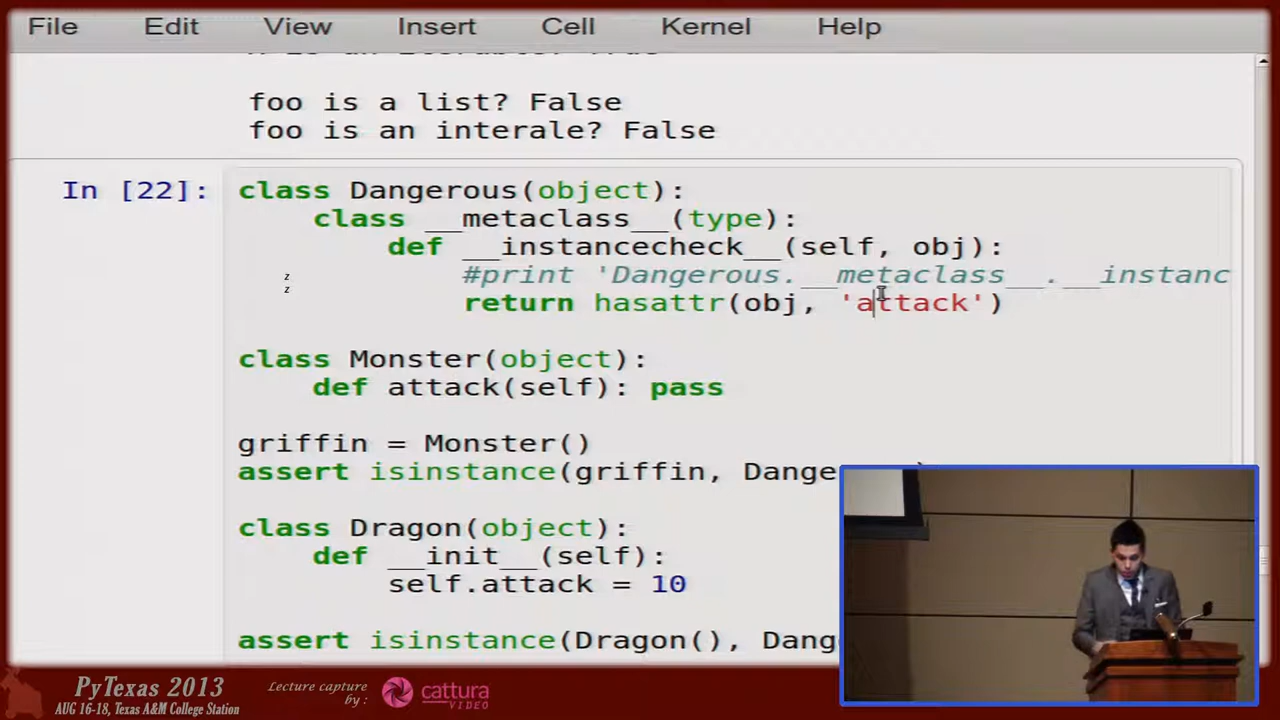 File Edit View Insert Cell Kernel Help
foo is a list? False
foo is an interale? False
In [22]:
class Dangerous(object):
class __metaclass__(type):
def __instancecheck__(self, obj):
#print 'Dangerous.__metaclass__.__instanc
return hasattr(obj, 'attack')
class Monster(object):
def attack(self): pass
griffin = Monster()
assert isinstance(griffin, Dange
class Dragon(object):
def __init__(self):
self.attack = 10
assert isinstance(Dragon(), Dang
z
z
PyTexas 2013
AUG 16-18, Texas A&M College Station
Lecture capture
by :
cattura
VIDEO